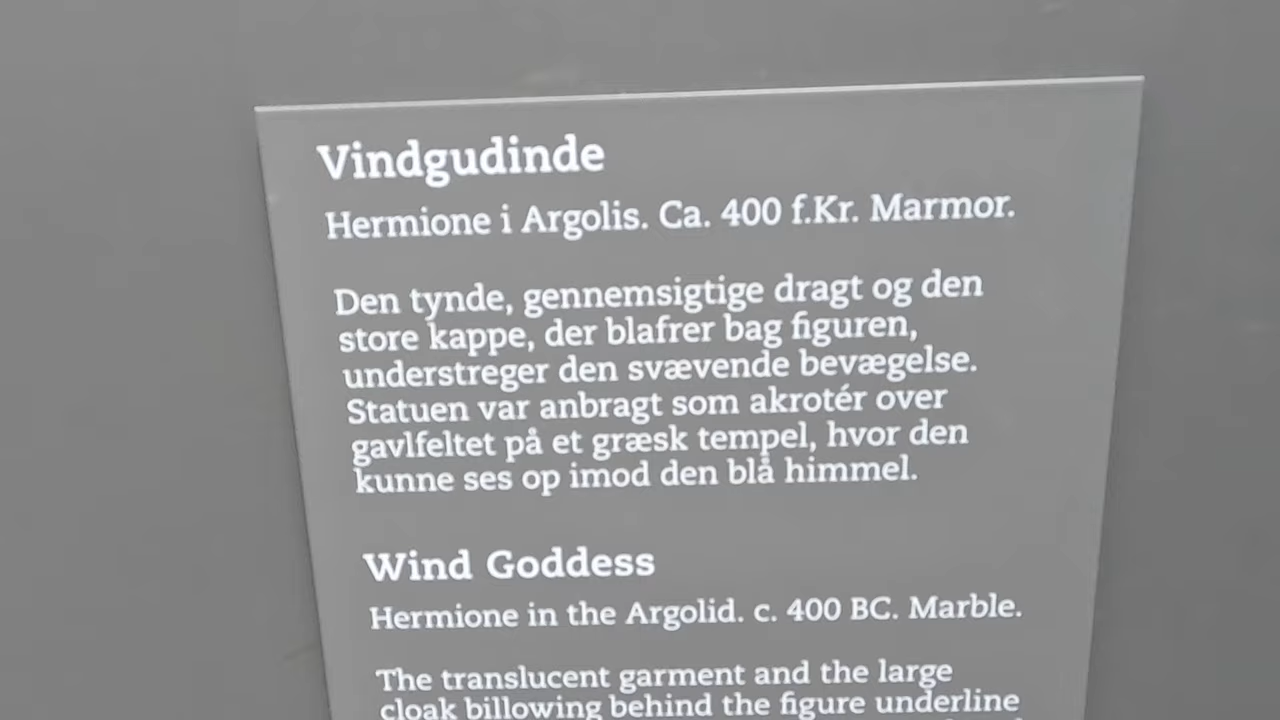 Vindgudinde
Hermione i Argolis. Ca. 400 f.Kr. Marmor.
Den tynde, gennemsigtige dragt og den
store kappe, der blafrer bag figuren,
understreger den svævende bevægelse.
Statuen var anbragt som akrotér over
gavlfeltet på et græsk tempel, hvor den
kunne ses op imod den blå himmel.
Wind Goddess
Hermione in the Argolid. c. 400 BC. Marble.
The translucent garment and the large
cloak billowing behind the figure underline